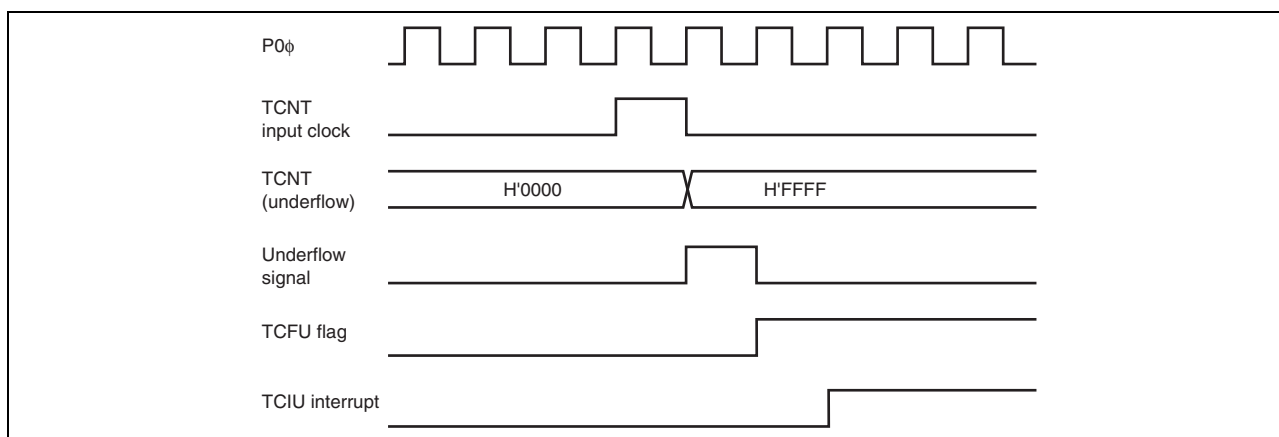 P0ϕ
TCNT
input clock
TCNT
(underflow)
H'0000
H'FFFF
Underflow
signal
TCFU flag
TCIU interrupt